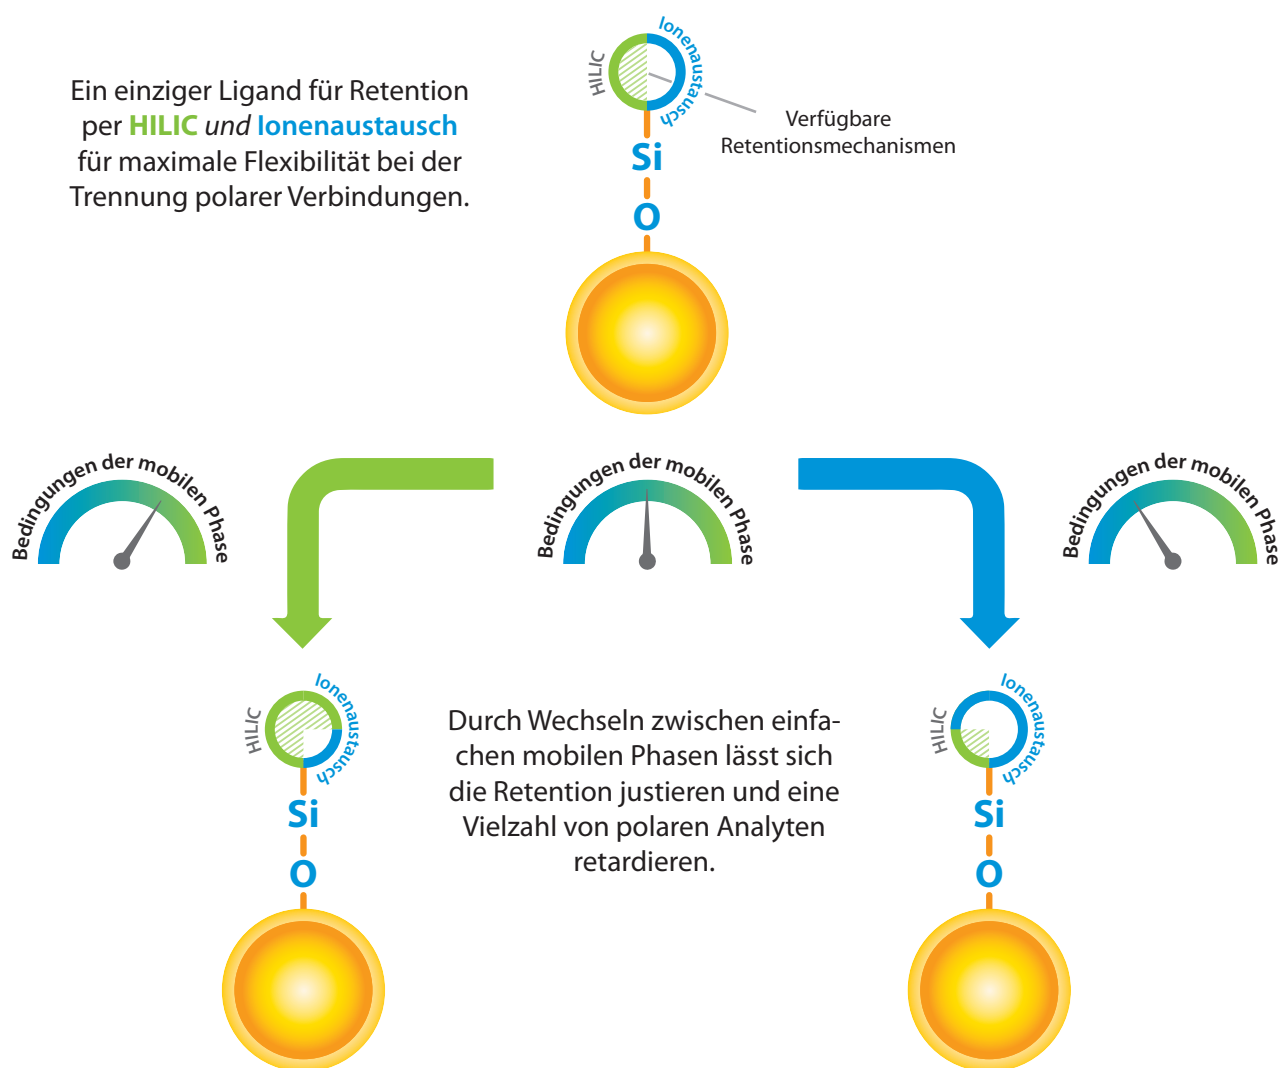 Ein einziger Ligand für Retention
per HILIC und Ionenaustausch
für maximale Flexibilität bei der
Trennung polarer Verbindungen.
HILIC
Ionenaustausch
Verfügbare
Retentionsmechanismen
Si
O
Bedingungen der mobilen Phase
Bedingungen der mobilen Phase
Bedingungen der mobilen Phase
HILIC
Ionenaustausch
Si
O
Durch Wechseln zwischen einfa-
chen mobilen Phasen lässt sich
die Retention justieren und eine
Vielzahl von polaren Analyten
retardieren.
HILIC
Ionenaustausch
Si
O